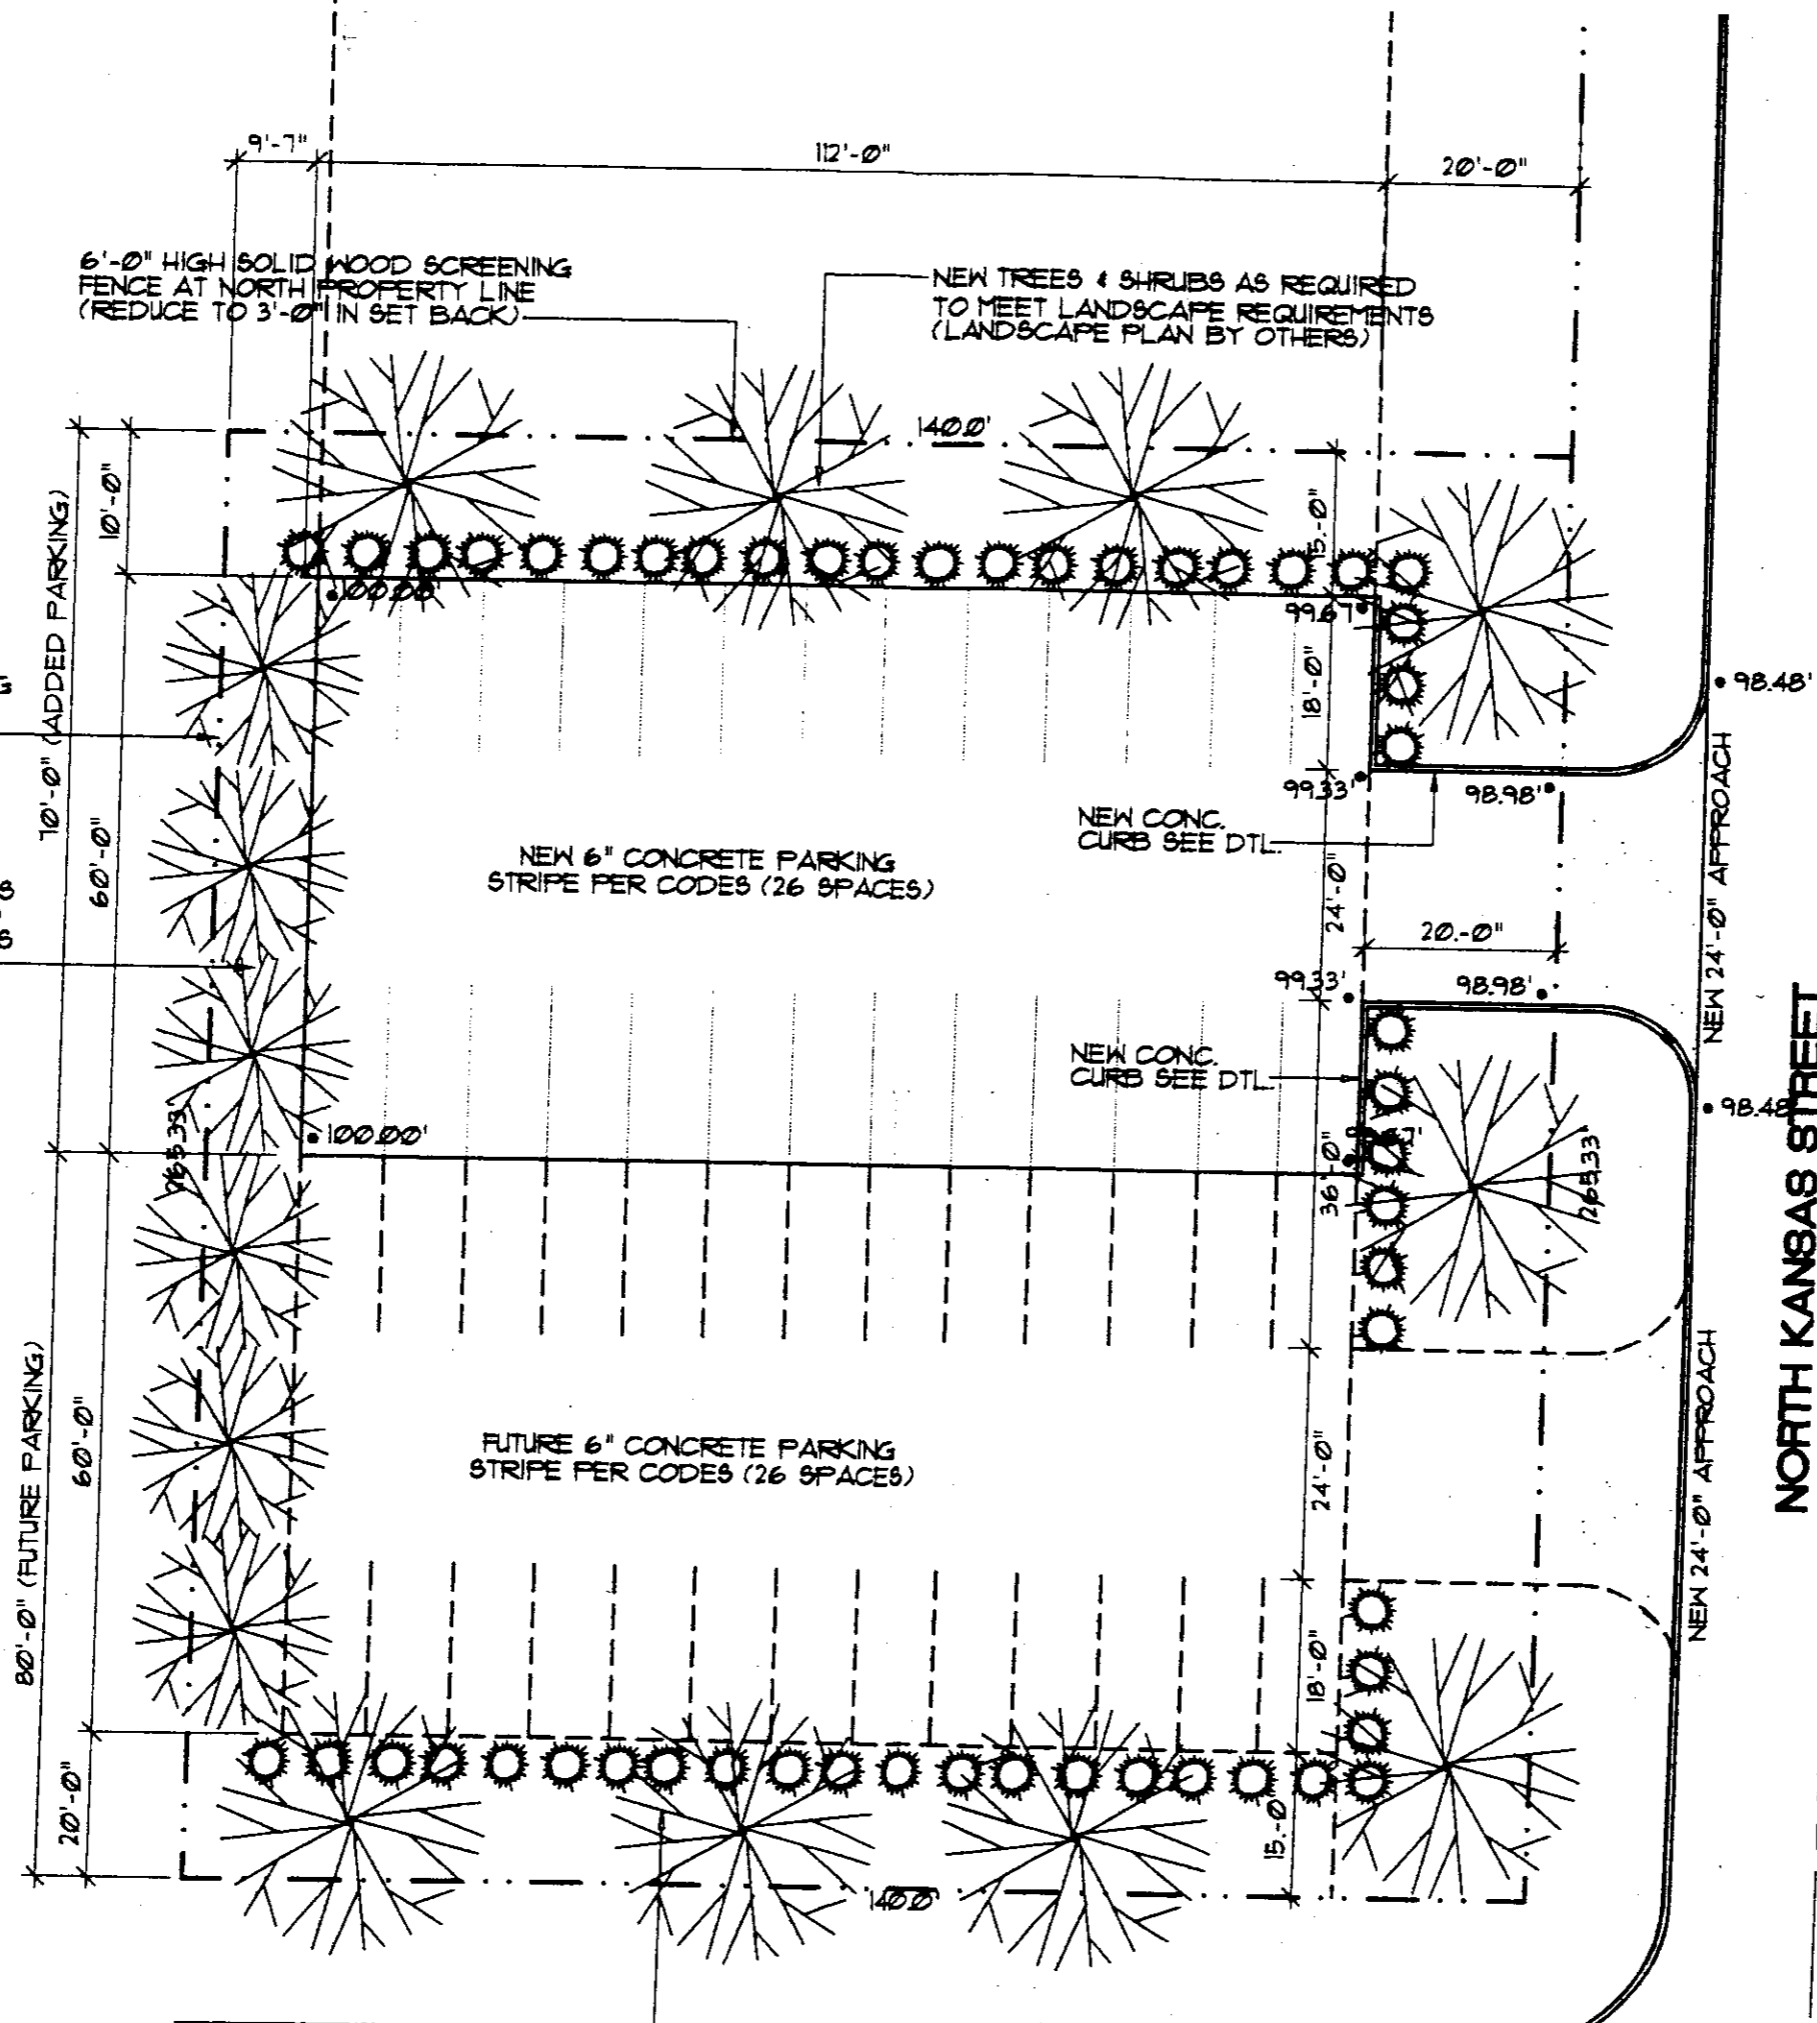 9'-7"
112'-0"
20'-0"
6'-0" HIGH SOLID WOOD SCREENING
FENCE AT NORTH PROPERTY LINE
(REDUCE TO 3'-0" IN SET BACK)
NEW TREES & SHRUBS AS REQUIRED
TO MEET LANDSCAPE REQUIREMENTS
(LANDSCAPE PLAN BY OTHERS)
140.0'
10'-0"
15.-0"
100.00'
99.67'
70'-0" (ADDED PARKING)
18'-0"
98.48'
99.33'
98.98'
NEW CONC.
CURB SEE DTL.
NEW 6" CONCRETE PARKING
STRIPE PER CODES (26 SPACES)
60'-0"
24'-0"
NEW 24'-0" APPROACH
S
S
20.-0"
99.33'
98.98'
NEW CONC.
CURB SEE DTL.
98.48'
100.00'
265.33'
36'-0"
265.33'
NORTH KANSAS STREET
80'-0" (FUTURE PARKING)
60'-0"
FUTURE 6" CONCRETE PARKING
STRIPE PER CODES (26 SPACES)
24'-0"
NEW 24'-0" APPROACH
18'-0"
20'-0"
15.-0"
140.0'